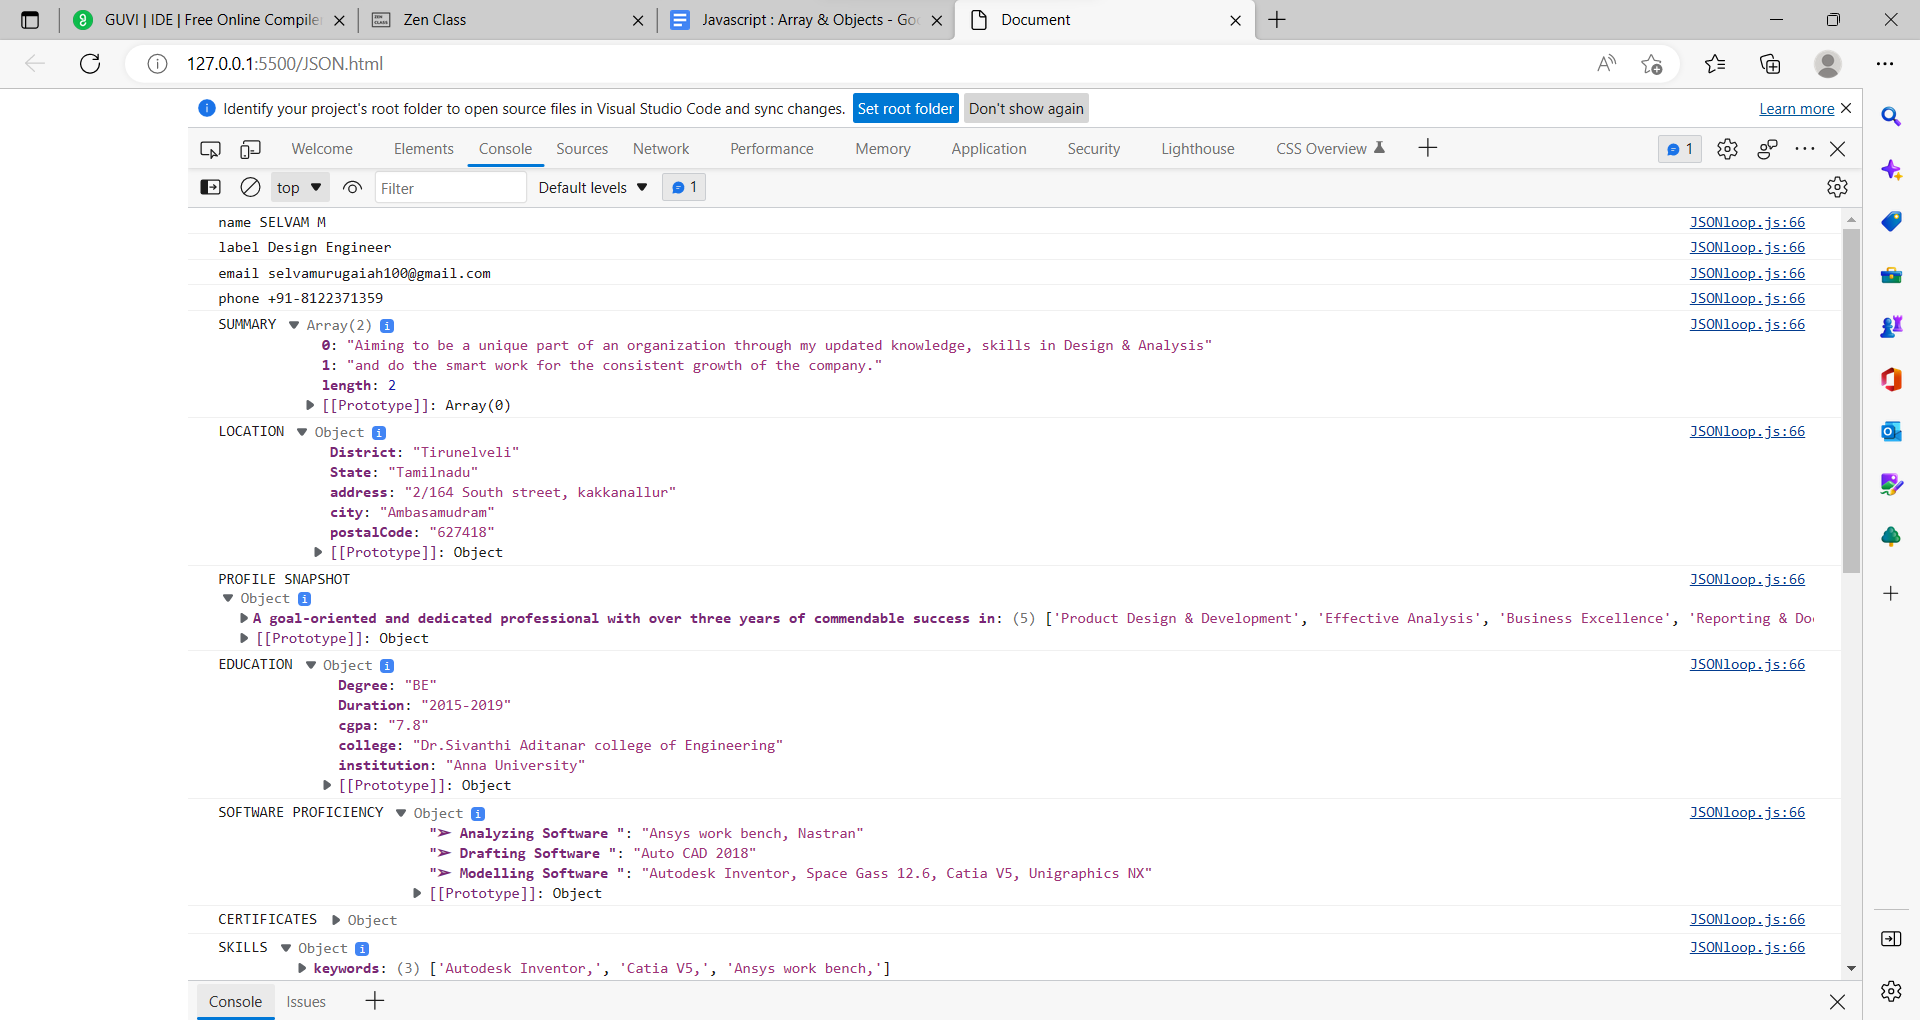 GUVI | IDE | Free Online Compiler
Zen Class
Javascript : Array & Objects - Goo
Document
127.0.0.1:5500/JSON.html
Identify your project's root folder to open source files in Visual Studio Code and sync changes. Set root folder Don't show again Learn more
Welcome Elements Console Sources Network Performance Memory Application Security Lighthouse CSS Overview 1
top Filter Default levels 1
name SELVAM M JSONloop.js:66
label Design Engineer JSONloop.js:66
email selvamurugaiah100@gmail.com JSONloop.js:66
phone +91-8122371359 JSONloop.js:66
SUMMARY ▼ Array(2) i JSONloop.js:66
0: "Aiming to be a unique part of an organization through my updated knowledge, skills in Design & Analysis"
1: "and do the smart work for the consistent growth of the company."
length: 2
▶ [[Prototype]]: Array(0)
LOCATION ▼ Object i JSONloop.js:66
District: "Tirunelveli"
State: "Tamilnadu"
address: "2/164 South street, kakkanallur"
city: "Ambasamudram"
postalCode: "627418"
▶ [[Prototype]]: Object
PROFILE SNAPSHOT JSONloop.js:66
▼ Object i
▶ A goal-oriented and dedicated professional with over three years of commendable success in: (5) ['Product Design & Development', 'Effective Analysis', 'Business Excellence', 'Reporting & Do
▶ [[Prototype]]: Object
EDUCATION ▼ Object i JSONloop.js:66
Degree: "BE"
Duration: "2015-2019"
cgpa: "7.8"
college: "Dr.Sivanthi Aditanar college of Engineering"
institution: "Anna University"
▶ [[Prototype]]: Object
SOFTWARE PROFICIENCY ▼ Object i JSONloop.js:66
"➢ Analyzing Software ": "Ansys work bench, Nastran"
"➢ Drafting Software ": "Auto CAD 2018"
"➢ Modelling Software ": "Autodesk Inventor, Space Gass 12.6, Catia V5, Unigraphics NX"
▶ [[Prototype]]: Object
CERTIFICATES ▶ Object JSONloop.js:66
SKILLS ▼ Object i JSONloop.js:66
▶ keywords: (3) ['Autodesk Inventor,', 'Catia V5,', 'Ansys work bench,']
Console Issues